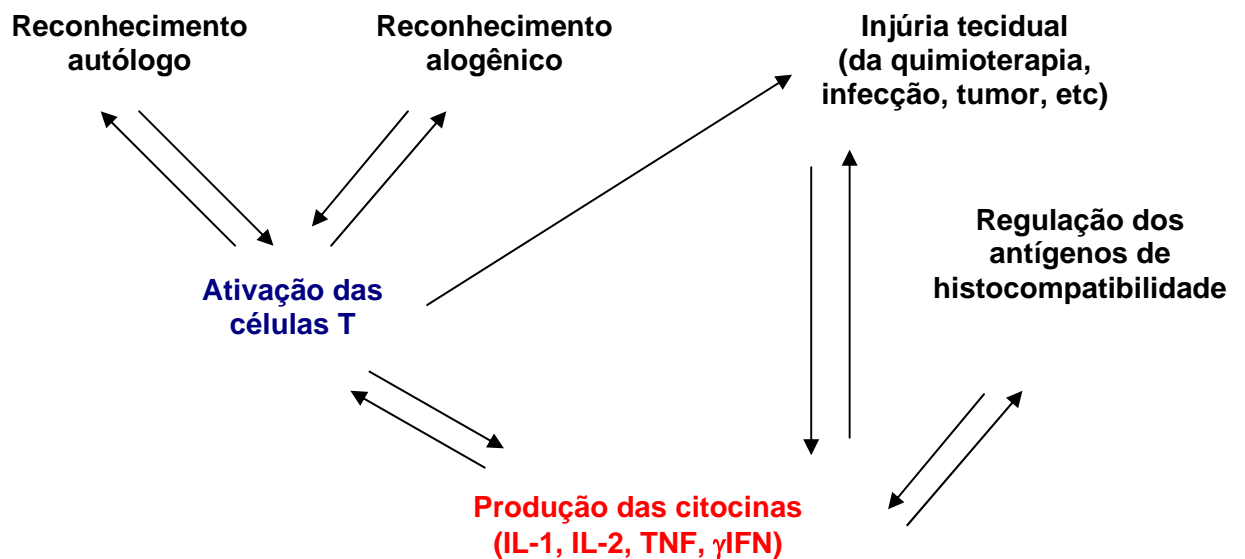 Reconhecimento
autólogo
Reconhecimento
alogênico
Injúria tecidual
(da quimioterapia,
infecção, tumor, etc)
Regulação dos
antígenos de
histocompatibilidade
Ativação das
células T
Produção das citocinas
(IL-1, IL-2, TNF, γIFN)